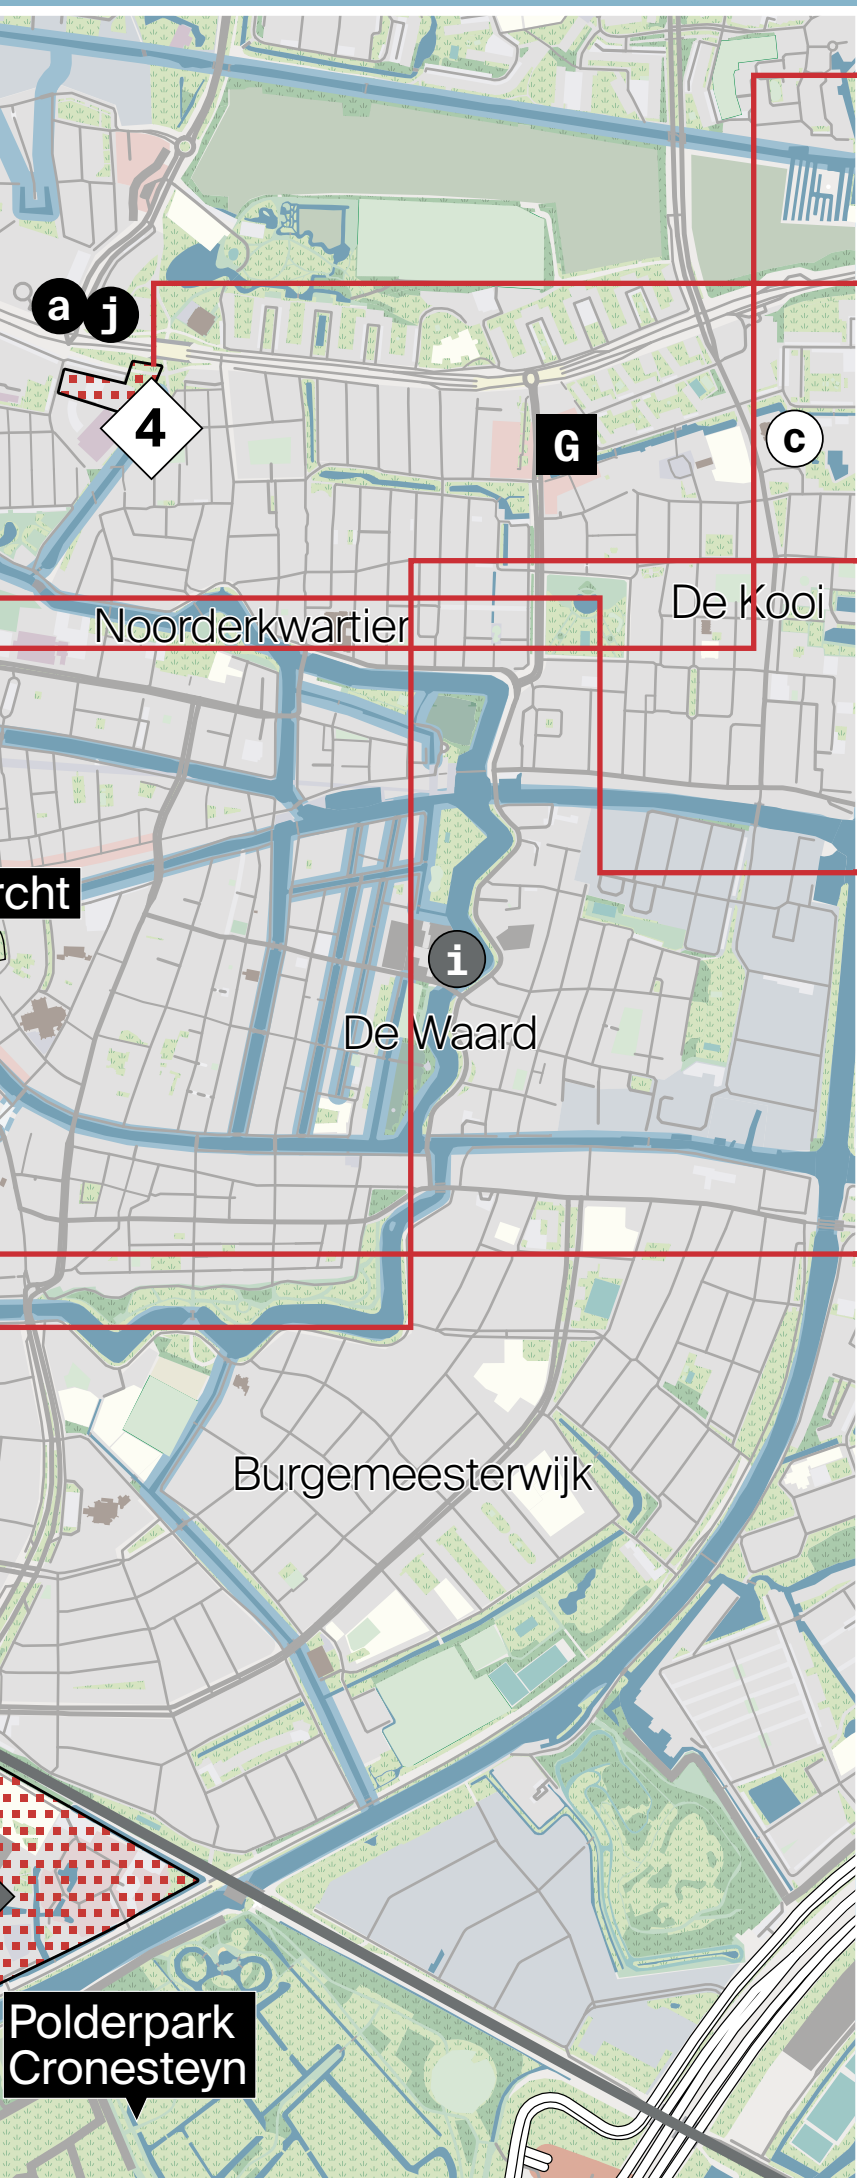 a
j
4
G
c
De Kooi
Noorderkwartier
rcht
i
De Waard
Burgemeesterwijk
Polderpark
Cronesteyn